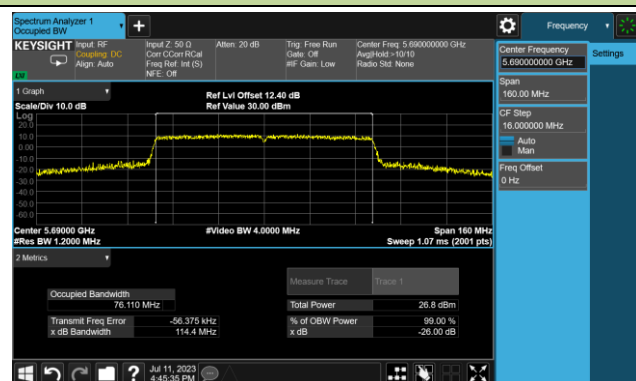 Spectrum Analyzer 1
Occupied BW
+
Frequency
KEYSIGHT
Input: RF
Coupling: DC
Align: Auto
Input Z: 50 Ω
Corr CCorr RCal
Freq Ref: Int (S)
NFE: Off
Atten: 20 dB
Trig: Free Run
Gate: Off
#IF Gain: Low
Center Freq: 5.690000000 GHz
Avg|Hold:>10/10
Radio Std: None
LV
Center Frequency
5.690000000 GHz
Settings
Span
160.00 MHz
CF Step
16.000000 MHz
Auto
Man
Freq Offset
0 Hz
1 Graph
Scale/Div 10.0 dB
Ref Lvl Offset 12.40 dB
Ref Value 30.00 dBm
Log
20.0
10.0
0.00
-10.0
-20.0
-30.0
-40.0
-50.0
-60.0
Center 5.69000 GHz
#Res BW 1.2000 MHz
#Video BW 4.0000 MHz
Span 160 MHz
Sweep 1.07 ms (2001 pts)
2 Metrics
Measure Trace
Trace 1
Occupied Bandwidth
76.110 MHz
Total Power
26.8 dBm
Transmit Freq Error
-56.375 kHz
% of OBW Power
99.00 %
x dB Bandwidth
114.4 MHz
x dB
-26.00 dB
?
Jul 11, 2023
4:45:35 PM